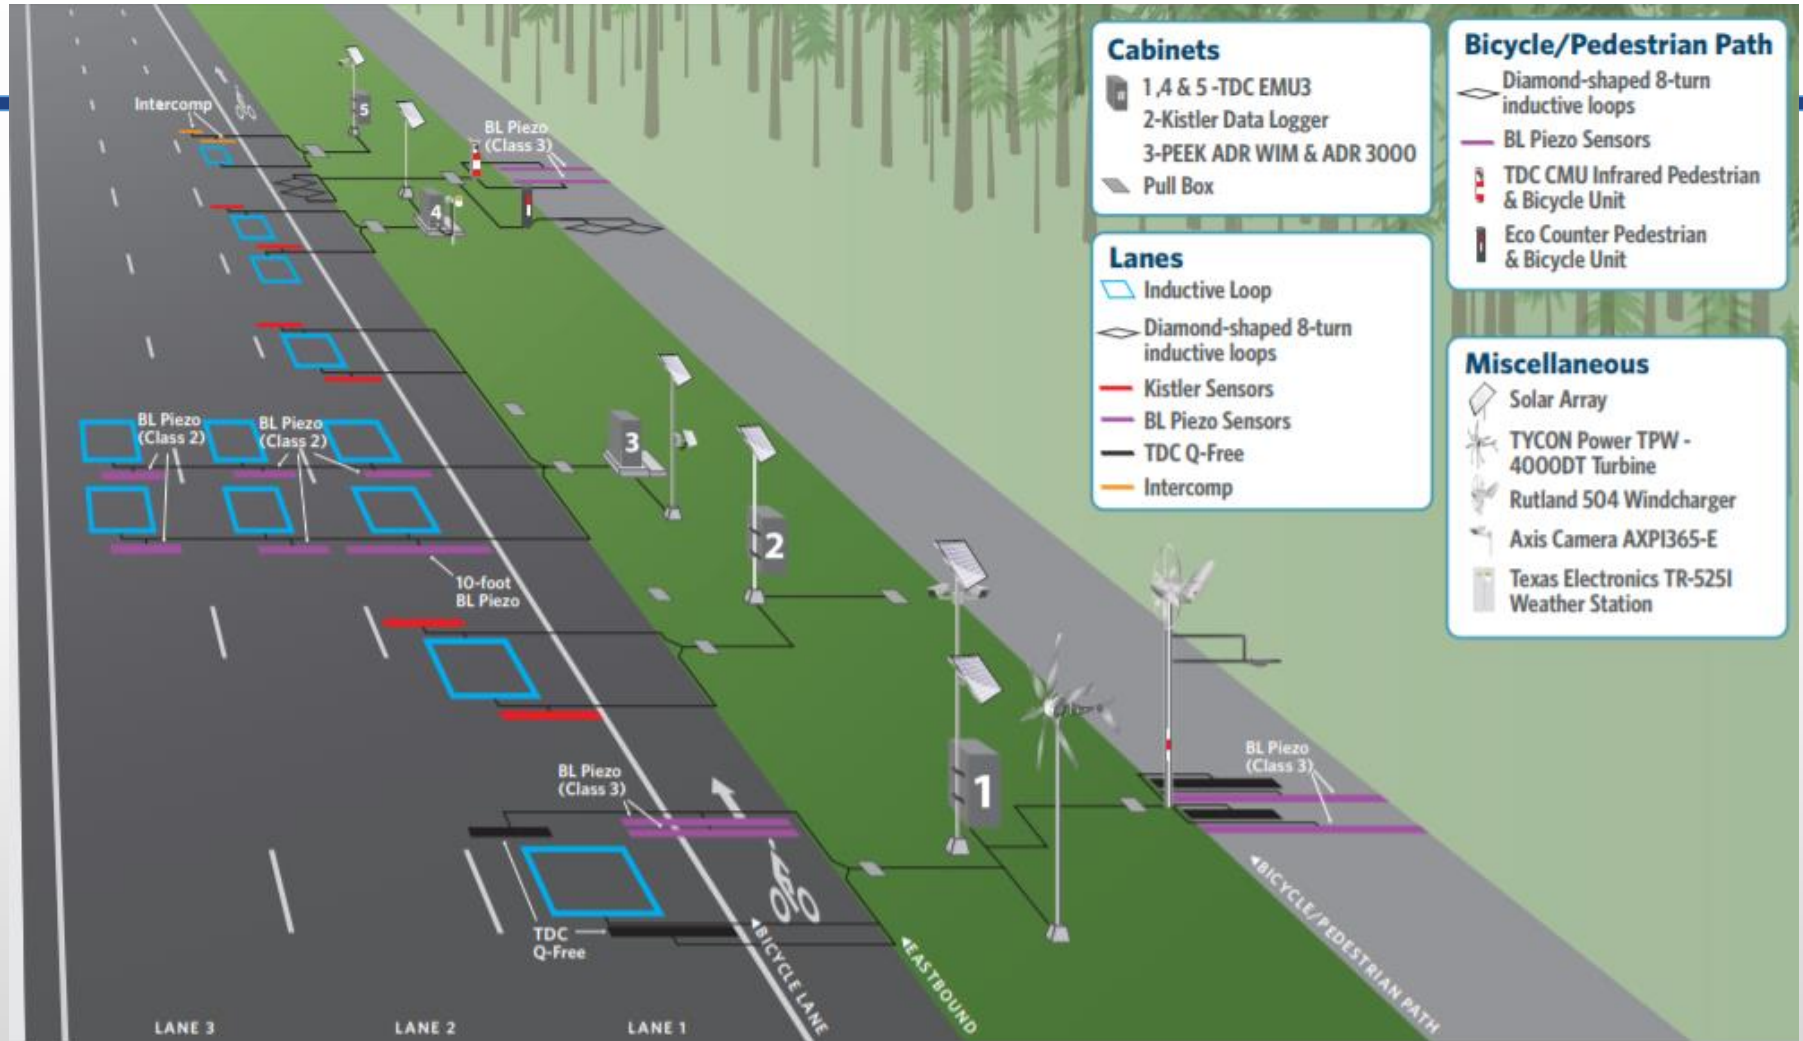 Intercomp
5
BL Piezo
(Class 3)
4
BL Piezo
(Class 2)
BL Piezo
(Class 2)
3
2
10-foot
BL Piezo
1
BL Piezo
(Class 3)
BL Piezo
(Class 3)
TDC
Q-Free
BICYCLE LANE
EASTBOUND
BICYCLE/PEDESTRIAN PATH
LANE 3
LANE 2
LANE 1
Cabinets
1,4 & 5 -TDC EMU3
2-Kistler Data Logger
3-PEEK ADR WIM & ADR 3000
Pull Box
Lanes
Inductive Loop
Diamond-shaped 8-turn
inductive loops
Kistler Sensors
BL Piezo Sensors
TDC Q-Free
Intercomp
Bicycle/Pedestrian Path
Diamond-shaped 8-turn
inductive loops
BL Piezo Sensors
TDC CMU Infrared Pedestrian
& Bicycle Unit
Eco Counter Pedestrian
& Bicycle Unit
Miscellaneous
Solar Array
TYCON Power TPW -
4000DT Turbine
Rutland 504 Windcharger
Axis Camera AXPI365-E
Texas Electronics TR-525I
Weather Station